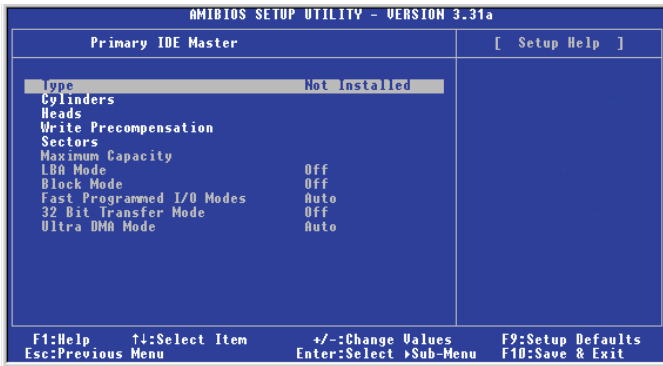 AMIBIOS SETUP UTILITY - VERSION 3.31a
Primary IDE Master
[ Setup Help ]
Type Not Installed
Cylinders
Heads
Write Precompensation
Sectors
Maximum Capacity
LBA Mode Off
Block Mode Off
Fast Programmed I/O Modes Auto
32 Bit Transfer Mode Off
Ultra DMA Mode Auto
F1:Help ↑↓:Select Item +/-:Change Values F9:Setup Defaults
Esc:Previous Menu Enter:Select ▸Sub-Menu F10:Save & Exit